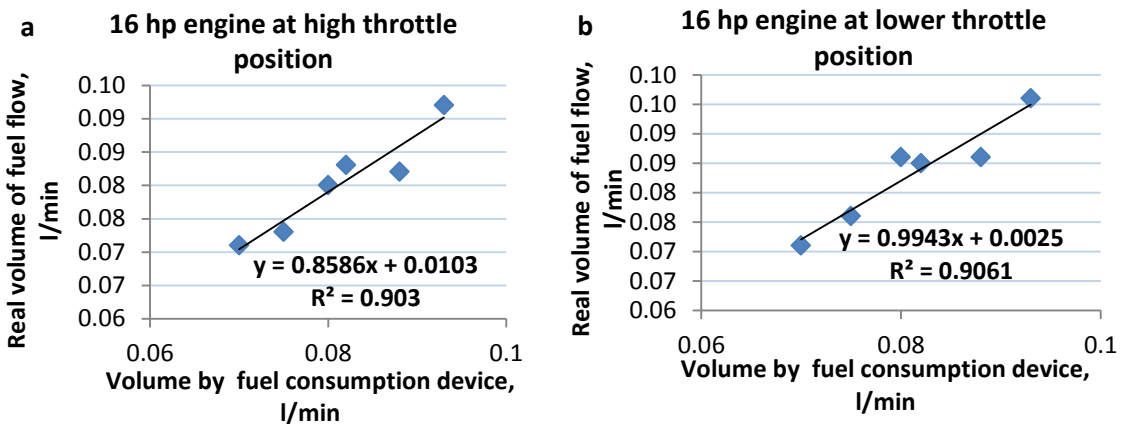 a
16 hp engine at high throttle
position
Real volume of fuel flow,
l/min
0.10
0.09
0.09
0.08
0.08
0.07
0.07
0.06
y = 0.8586x + 0.0103
R² = 0.903
0.06 0.08 0.1
Volume by fuel consumption device,
l/min
b
16 hp engine at lower throttle
position
Real volume of fuel flow,
l/min
0.10
0.10
0.09
0.09
0.08
0.08
0.07
0.07
0.06
y = 0.9943x + 0.0025
R² = 0.9061
0.06 0.08 0.1
Volume by fuel consumption device,
l/min